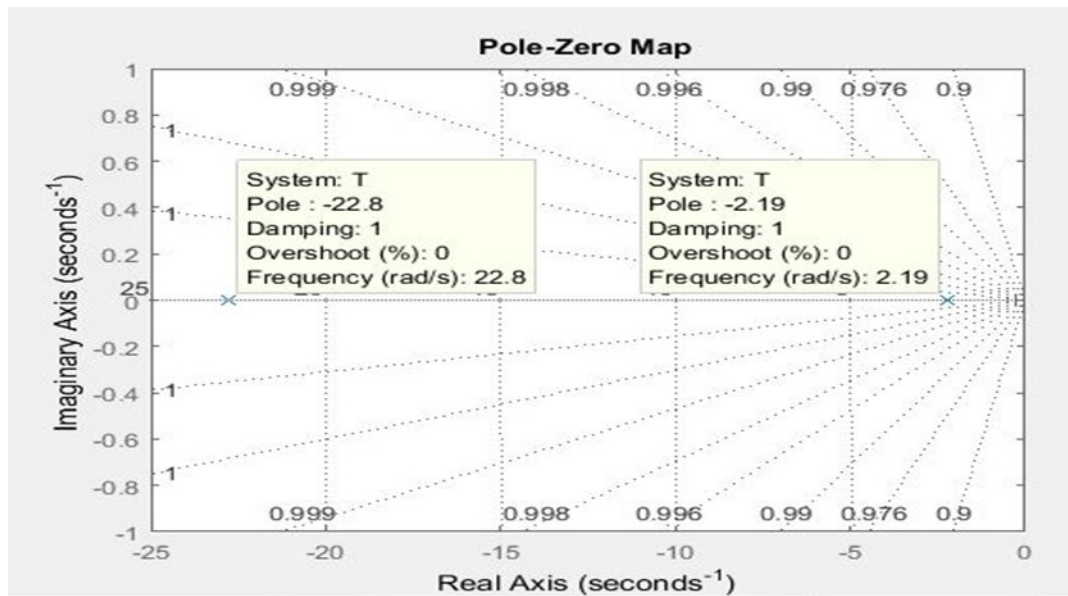 Pole-Zero Map
1
0.8
0.6
0.4
0.2
0
-0.2
-0.4
-0.6
-0.8
-1
Imaginary Axis (seconds-1)
0.999 0.998 0.996 0.99 0.976 0.9
1
1
25
System: T
Pole : -22.8
Damping: 1
Overshoot (%): 0
Frequency (rad/s): 22.8
System: T
Pole : -2.19
Damping: 1
Overshoot (%): 0
Frequency (rad/s): 2.19
1
1
0.999 0.998 0.996 0.99 0.976 0.9
-25 -20 -15 -10 -5 0
Real Axis (seconds-1)